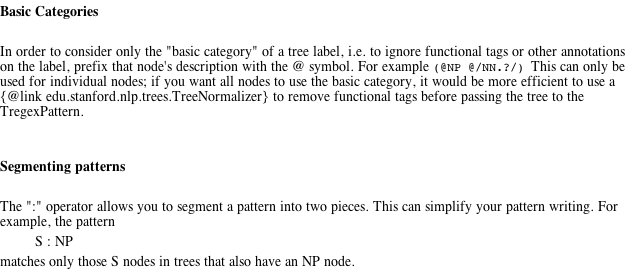 Basic Categories
In order to consider only the "basic category" of a tree label, i.e. to ignore functional tags or other annotations
on the label, prefix that node's description with the @ symbol. For example (@NP @/NN.?/) This can only be
used for individual nodes; if you want all nodes to use the basic category, it would be more efficient to use a
{@link edu.stanford.nlp.trees.TreeNormalizer} to remove functional tags before passing the tree to the
TregexPattern.
Segmenting patterns
The ":" operator allows you to segment a pattern into two pieces. This can simplify your pattern writing. For
example, the pattern
S : NP
matches only those S nodes in trees that also have an NP node.